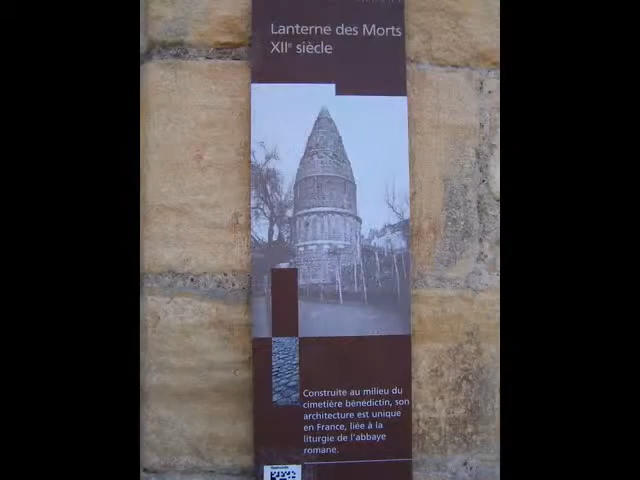 Lanterne des Morts
XIIe siècle
Construite au milieu du
cimetière bénédictin, son
architecture est unique
en France, liée à la
liturgie de l'abbaye
romane.